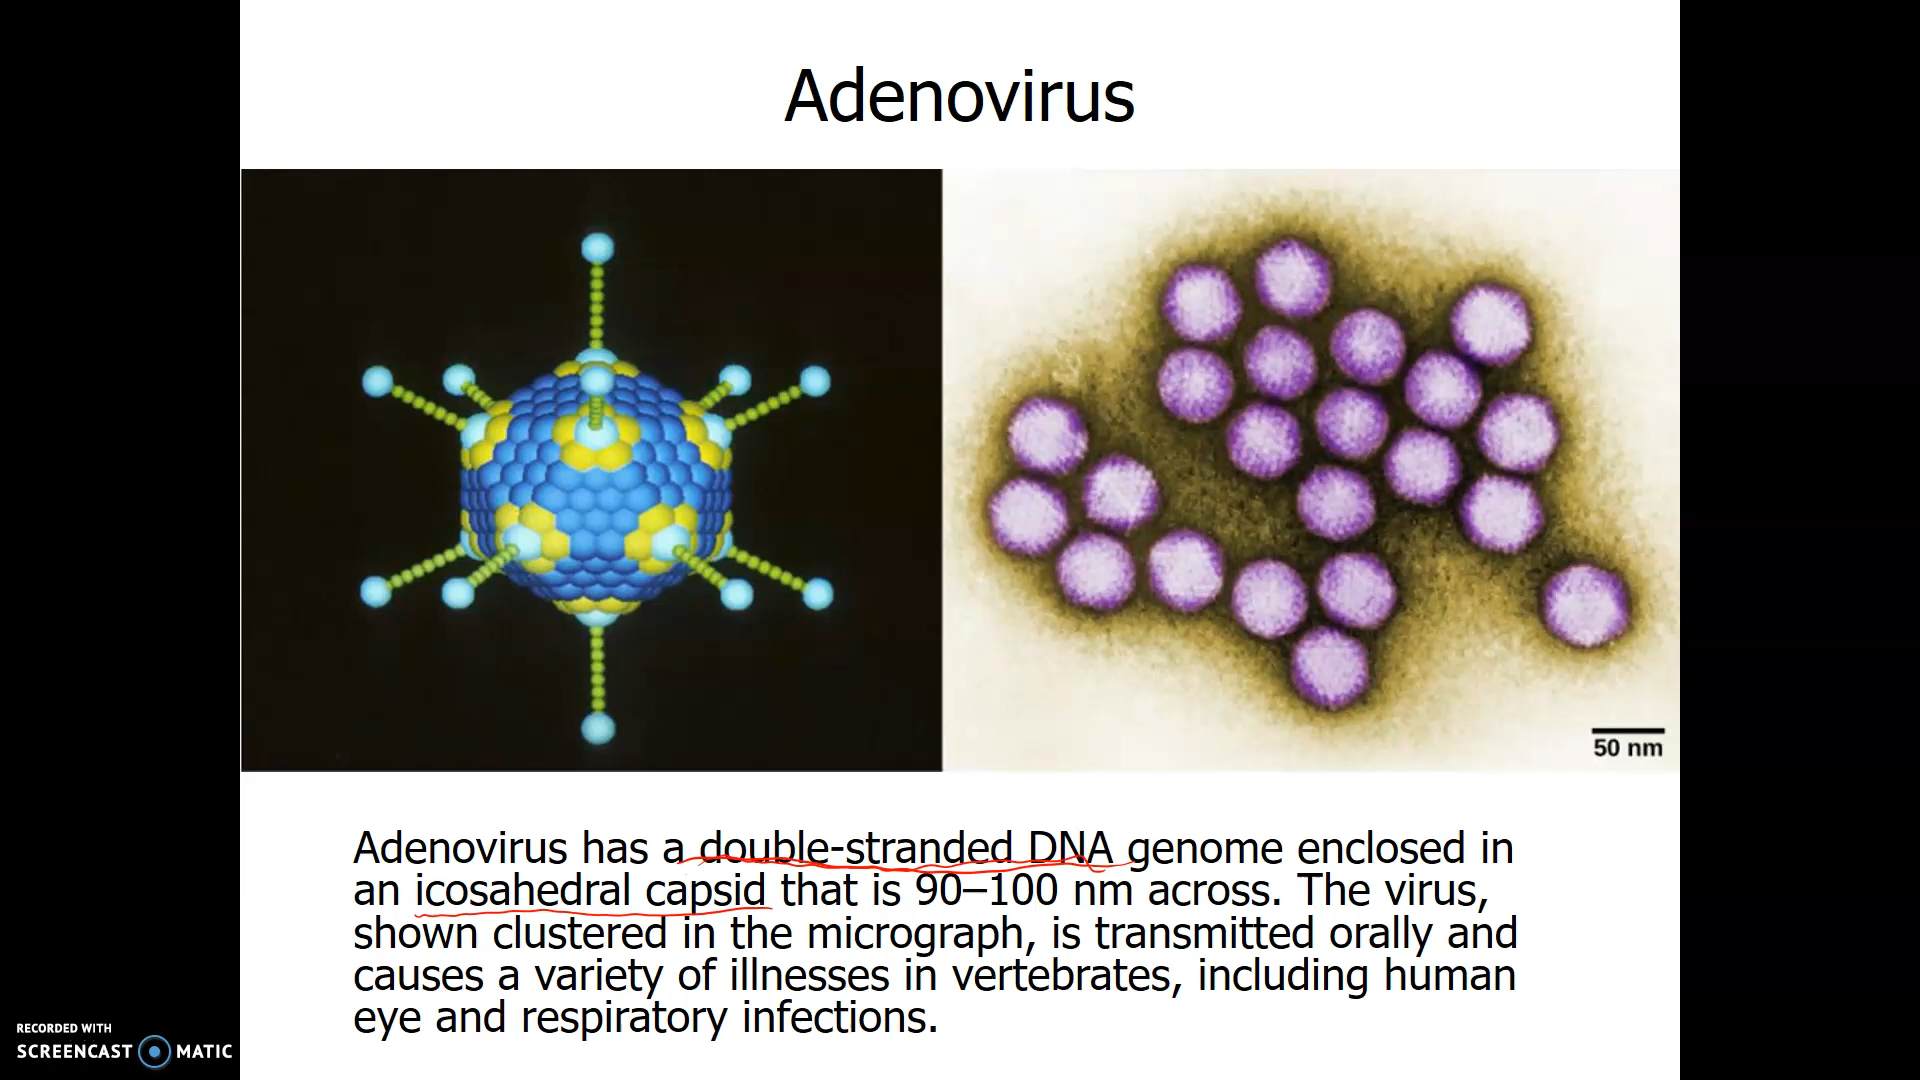 Adenovirus
50 nm
Adenovirus has a double-stranded DNA genome enclosed in
an icosahedral capsid that is 90–100 nm across. The virus,
shown clustered in the micrograph, is transmitted orally and
causes a variety of illnesses in vertebrates, including human
eye and respiratory infections.
RECORDED WITH
SCREENCAST MATIC